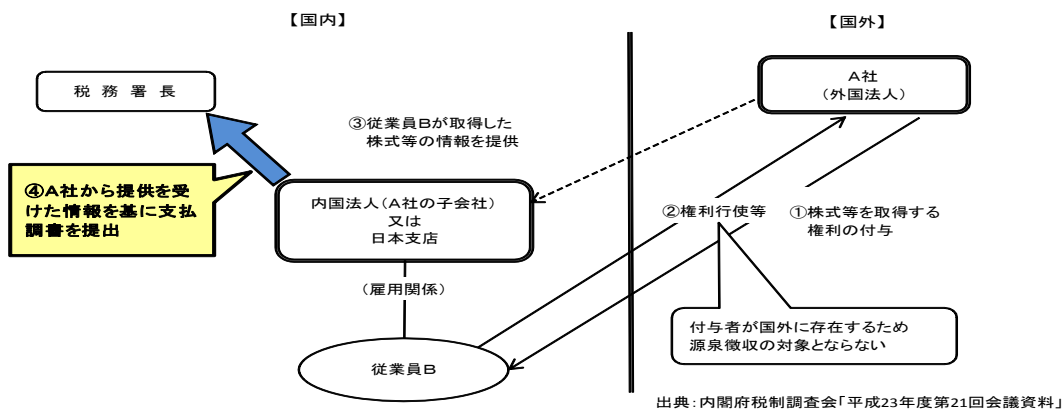 【国内】
【国外】
税務署長
A社
(外国法人)
③従業員Bが取得した
株式等の情報を提供
④A社から提供を受
けた情報を基に支払
調書を提出
内国法人(A社の子会社)
又は
日本支店
②権利行使等
①株式等を取得する
権利の付与
(雇用関係)
付与者が国外に存在するため
源泉徴収の対象とならない
従業員B
出典:内閣府税制調査会「平成23年度第21回会議資料」